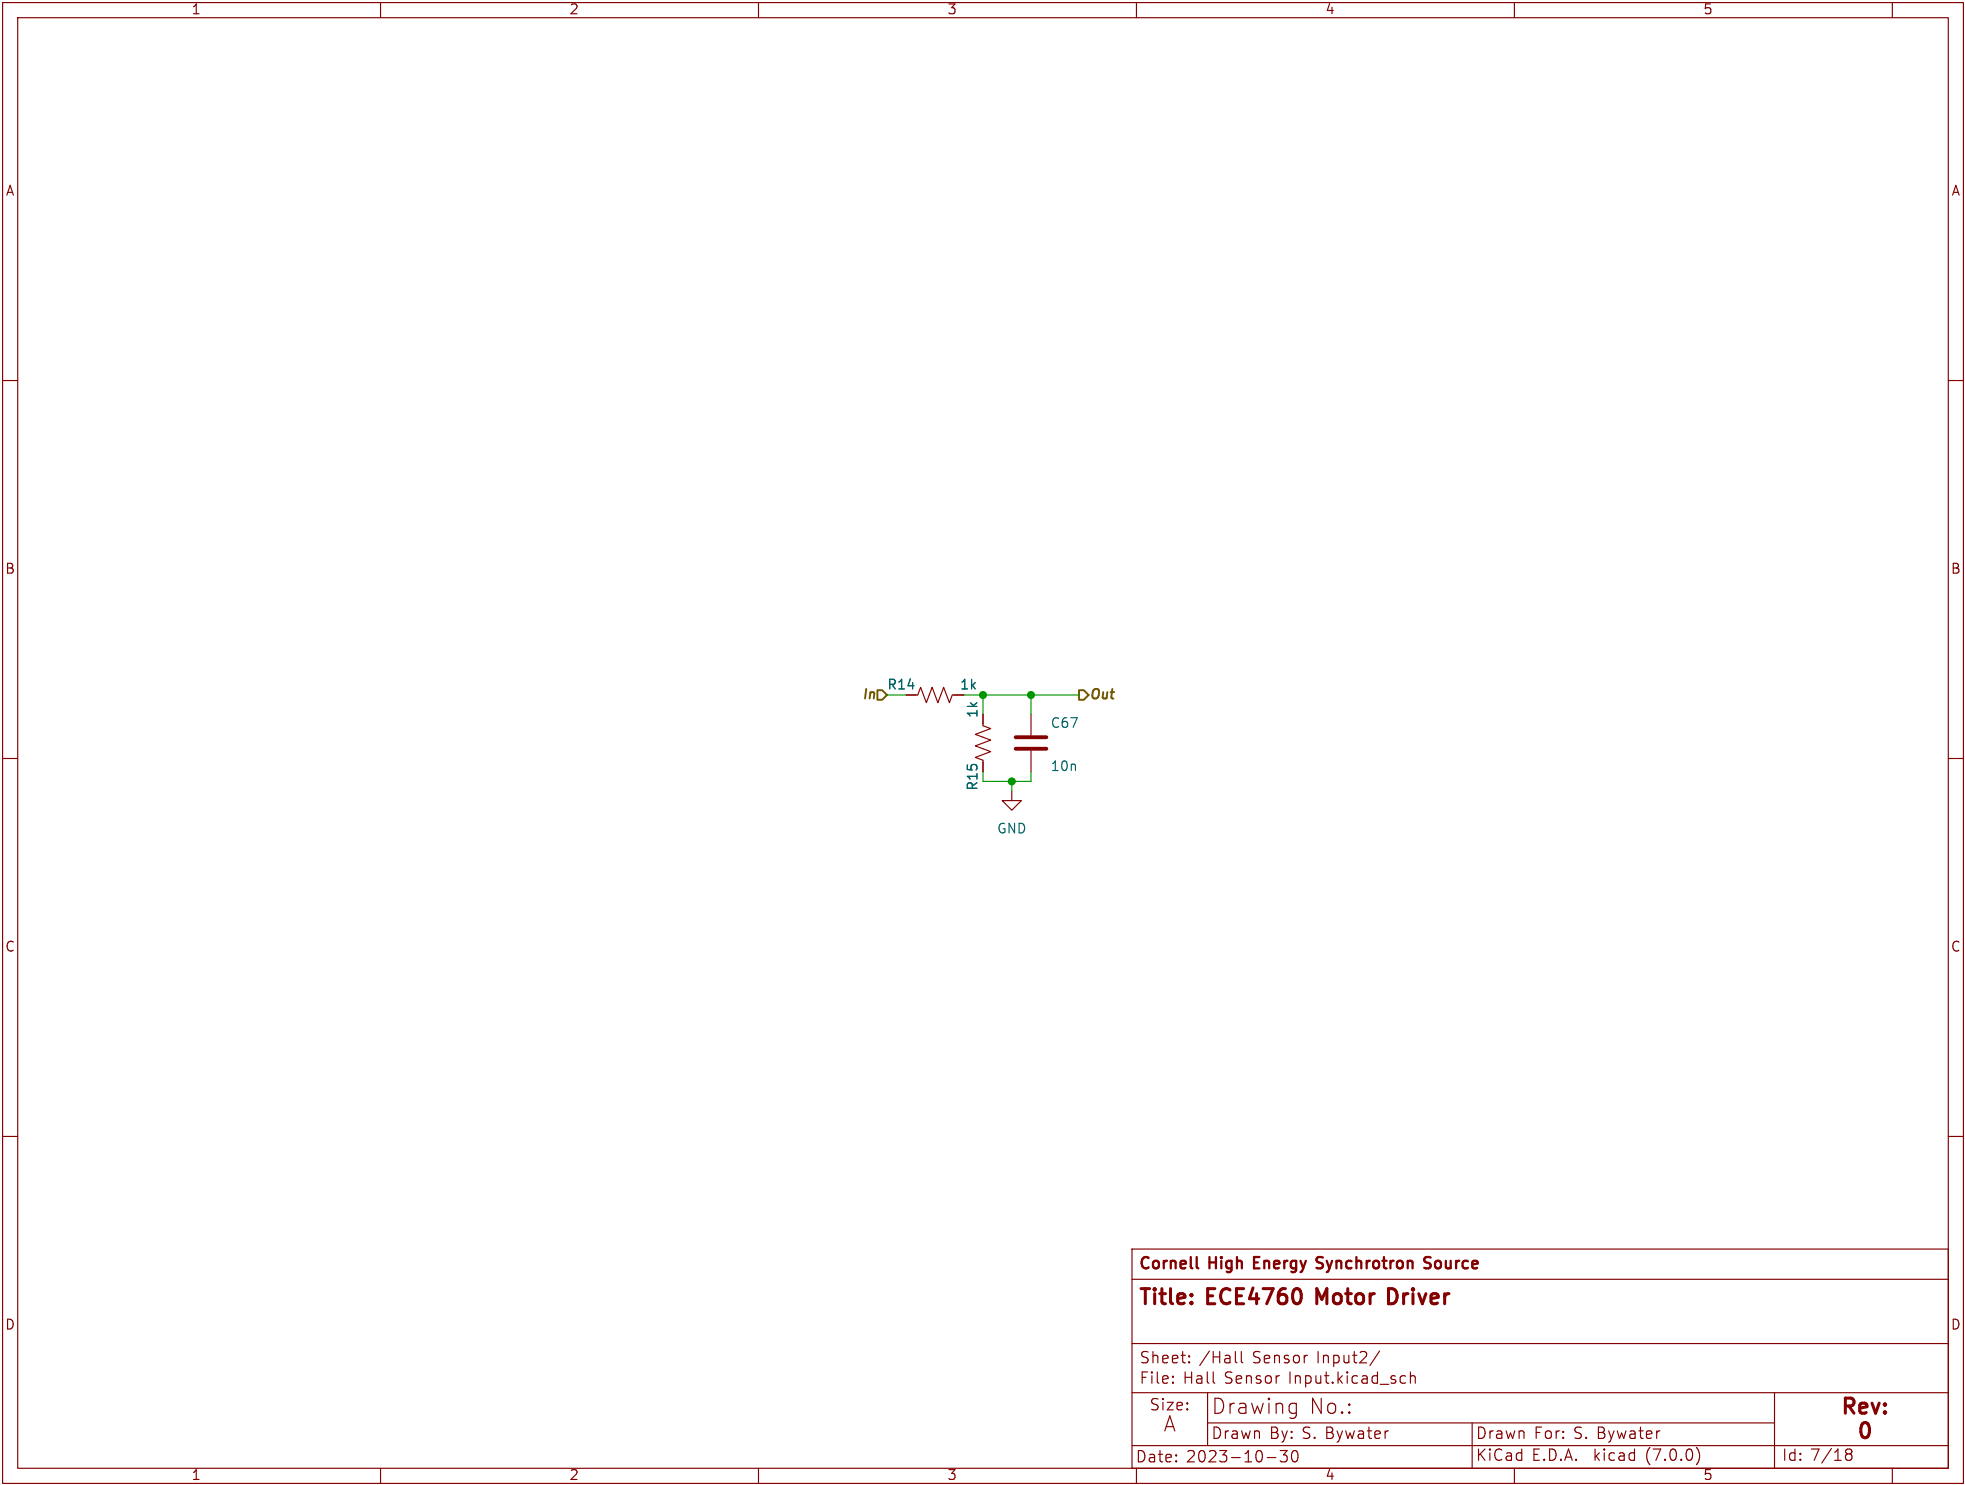 1 2 3 4 5
A A
B B
In R14 1k Out
1k
C67
10n
R15
GND
C C
Cornell High Energy Synchrotron Source
Title: ECE4760 Motor Driver
D D
Sheet: /Hall Sensor Input2/
File: Hall Sensor Input.kicad_sch
Size: A
Drawing No.:
Rev: 0
Drawn By: S. Bywater
Drawn For: S. Bywater
Date: 2023-10-30
KiCad E.D.A. kicad (7.0.0)
Id: 7/18
1 2 3 4 5